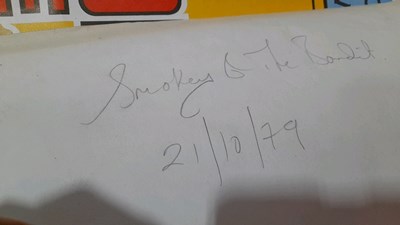 Smokey & The Bandit
21/10/79